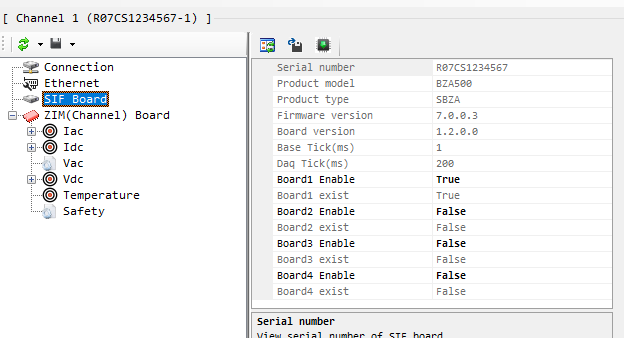 [ Channel 1 (R07CS1234567-1) ]
Connection
Ethernet
SIF Board
ZIM(Channel) Board
Iac
Idc
Vac
Vdc
Temperature
Safety
Serial number R07CS1234567
Product model BZA500
Product type SBZA
Firmware version 7.0.0.3
Board version 1.2.0.0
Base Tick(ms) 1
Daq Tick(ms) 200
Board1 Enable True
Board1 exist True
Board2 Enable False
Board2 exist False
Board3 Enable False
Board3 exist False
Board4 Enable False
Board4 exist False
Serial number
View serial number of SIF board